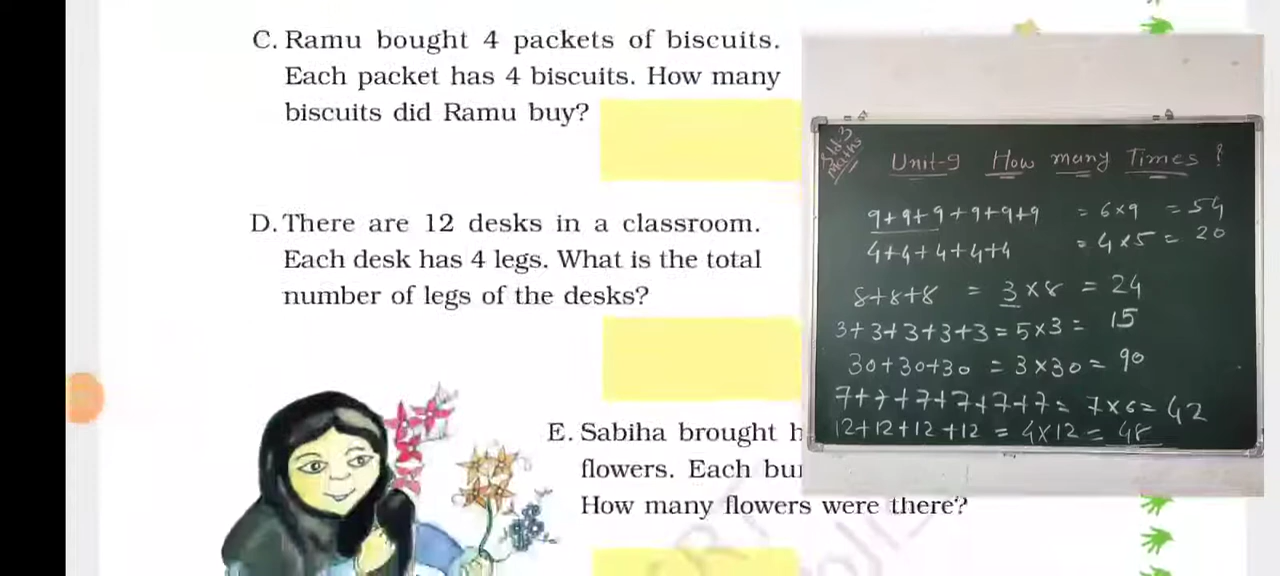 C. Ramu bought 4 packets of biscuits.
Each packet has 4 biscuits. How many
biscuits did Ramu buy?
D. There are 12 desks in a classroom.
Each desk has 4 legs. What is the total
number of legs of the desks?
E. Sabiha brought h
flowers. Each bu
How many flowers were there?
Std.3
Maths
Unit-9 How many Times ?
9+9+9+9+9+9 = 6×9 = 54
4+4+4+4+4 = 4×5 = 20
8+8+8 = 3×8 = 24
3+3+3+3+3 = 5×3 = 15
30+30+30 = 3×30 = 90
7+7+7+7+7+7 = 7×6 = 42
12+12+12+12 = 4×12 = 48